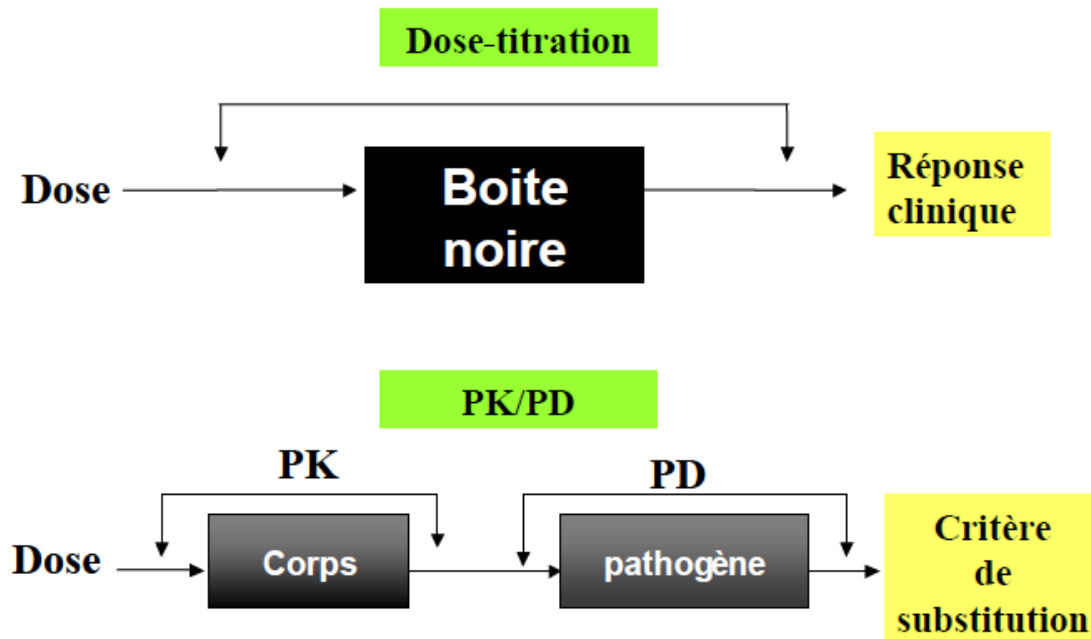 Dose-titration
Dose
Boite
noire
Réponse
clinique
PK/PD
PK
PD
Dose
Corps
pathogène
Critère
de
substitution